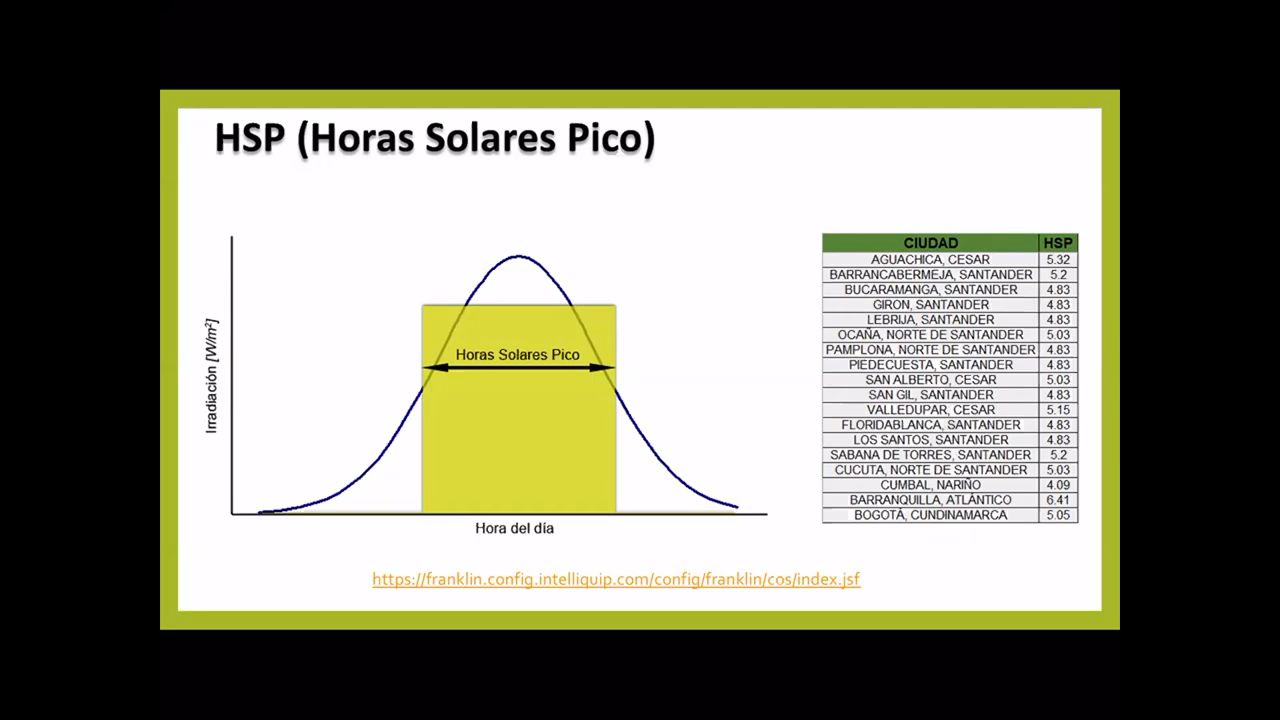 HSP (Horas Solares Pico)
Irradiación [W/m²]
Horas Solares Pico
Hora del día
CIUDAD HSP
AGUACHICA, CESAR 5.32
BARRANCABERMEJA, SANTANDER 5.2
BUCARAMANGA, SANTANDER 4.83
GIRON, SANTANDER 4.83
LEBRIJA, SANTANDER 4.83
OCAÑA, NORTE DE SANTANDER 5.03
PAMPLONA, NORTE DE SANTANDER 4.83
PIEDECUESTA, SANTANDER 4.83
SAN ALBERTO, CESAR 5.03
SAN GIL, SANTANDER 4.83
VALLEDUPAR, CESAR 5.15
FLORIDABLANCA, SANTANDER 4.83
LOS SANTOS, SANTANDER 4.83
SABANA DE TORRES, SANTANDER 5.2
CUCUTA, NORTE DE SANTANDER 5.03
CUMBAL, NARIÑO 4.09
BARRANQUILLA, ATLÁNTICO 6.41
BOGOTÁ, CUNDINAMARCA 5.05
https://franklin.config.intelliquip.com/config/franklin/cos/index.jsf